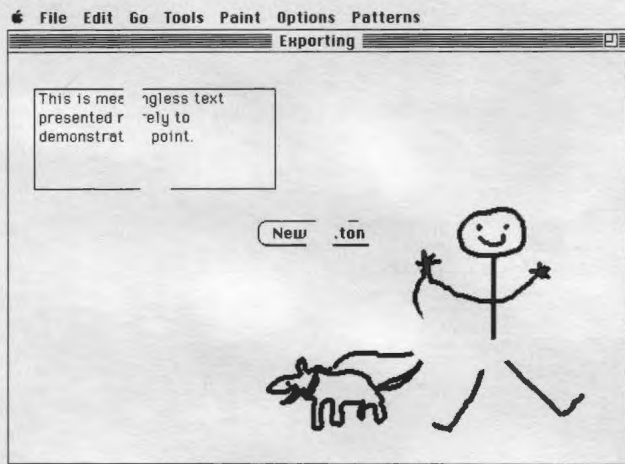 File Edit Go Tools Paint Options Patterns
Exporting
This is mea ngless text
presented r ely to
demonstrat point.
New .ton